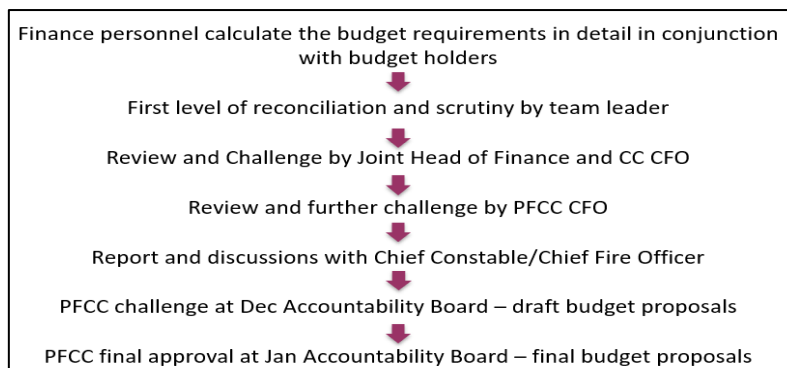 Finance personnel calculate the budget requirements in detail in conjunction
with budget holders
First level of reconciliation and scrutiny by team leader
Review and Challenge by Joint Head of Finance and CC CFO
Review and further challenge by PFCC CFO
Report and discussions with Chief Constable/Chief Fire Officer
PFCC challenge at Dec Accountability Board – draft budget proposals
PFCC final approval at Jan Accountability Board – final budget proposals